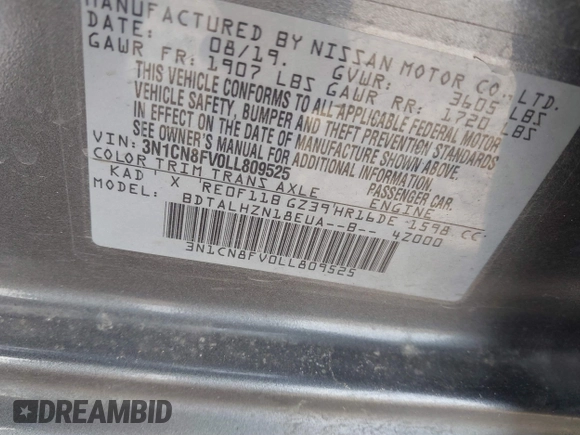 MANUFACTURED BY NISSAN MOTOR CO., LTD.
DATE: 08/19. GVWR: 3605 LBS
GAWR FR: 1907 LBS GAWR RR: 1720 LBS
THIS VEHICLE CONFORMS TO ALL APPLICABLE FEDERAL MOTOR
VEHICLE SAFETY, BUMPER AND THEFT PREVENTION STANDARDS
IN EFFECT ON THE DATE OF MANUFACTURE SHOWN ABOVE.
SEE OWNER'S MANUAL FOR ADDITIONAL INFORMATION
VIN: 3N1CN8FV0LL809525
COLOR TRIM TRANS AXLE ENGINE
KAD' X RE0F11B GZ39'HR16DE 1598 CC
MODEL: BDTALHZN18EUA--B-- 42000
3N1CN8FV0LL809525
DREAMBID